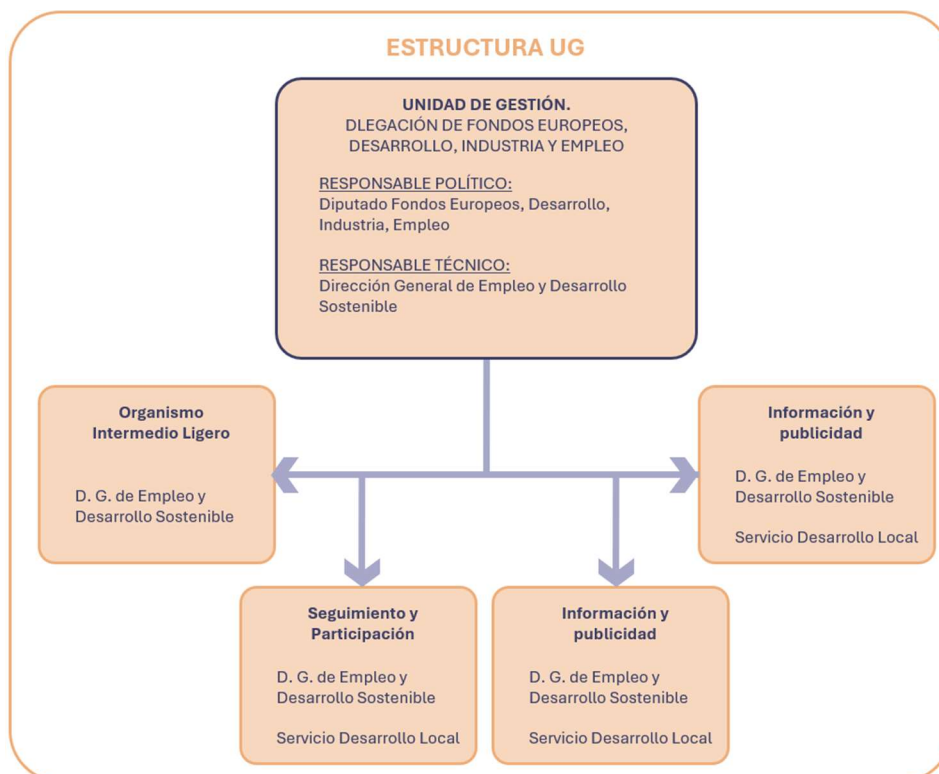 ESTRUCTURA UG
UNIDAD DE GESTIÓN.
DLEGACIÓN DE FONDOS EUROPEOS,
DESARROLLO, INDUSTRIA Y EMPLEO
RESPONSABLE POLÍTICO:
Diputado Fondos Europeos, Desarrollo,
Industria, Empleo
RESPONSABLE TÉCNICO:
Dirección General de Empleo y Desarrollo
Sostenible
Organismo
Intermedio Ligero
D. G. de Empleo y
Desarrollo Sostenible
Información y
publicidad
D. G. de Empleo y
Desarrollo Sostenible
Servicio Desarrollo Local
Seguimiento y
Participación
D. G. de Empleo y
Desarrollo Sostenible
Servicio Desarrollo Local
Información y
publicidad
D. G. de Empleo y
Desarrollo Sostenible
Servicio Desarrollo Local